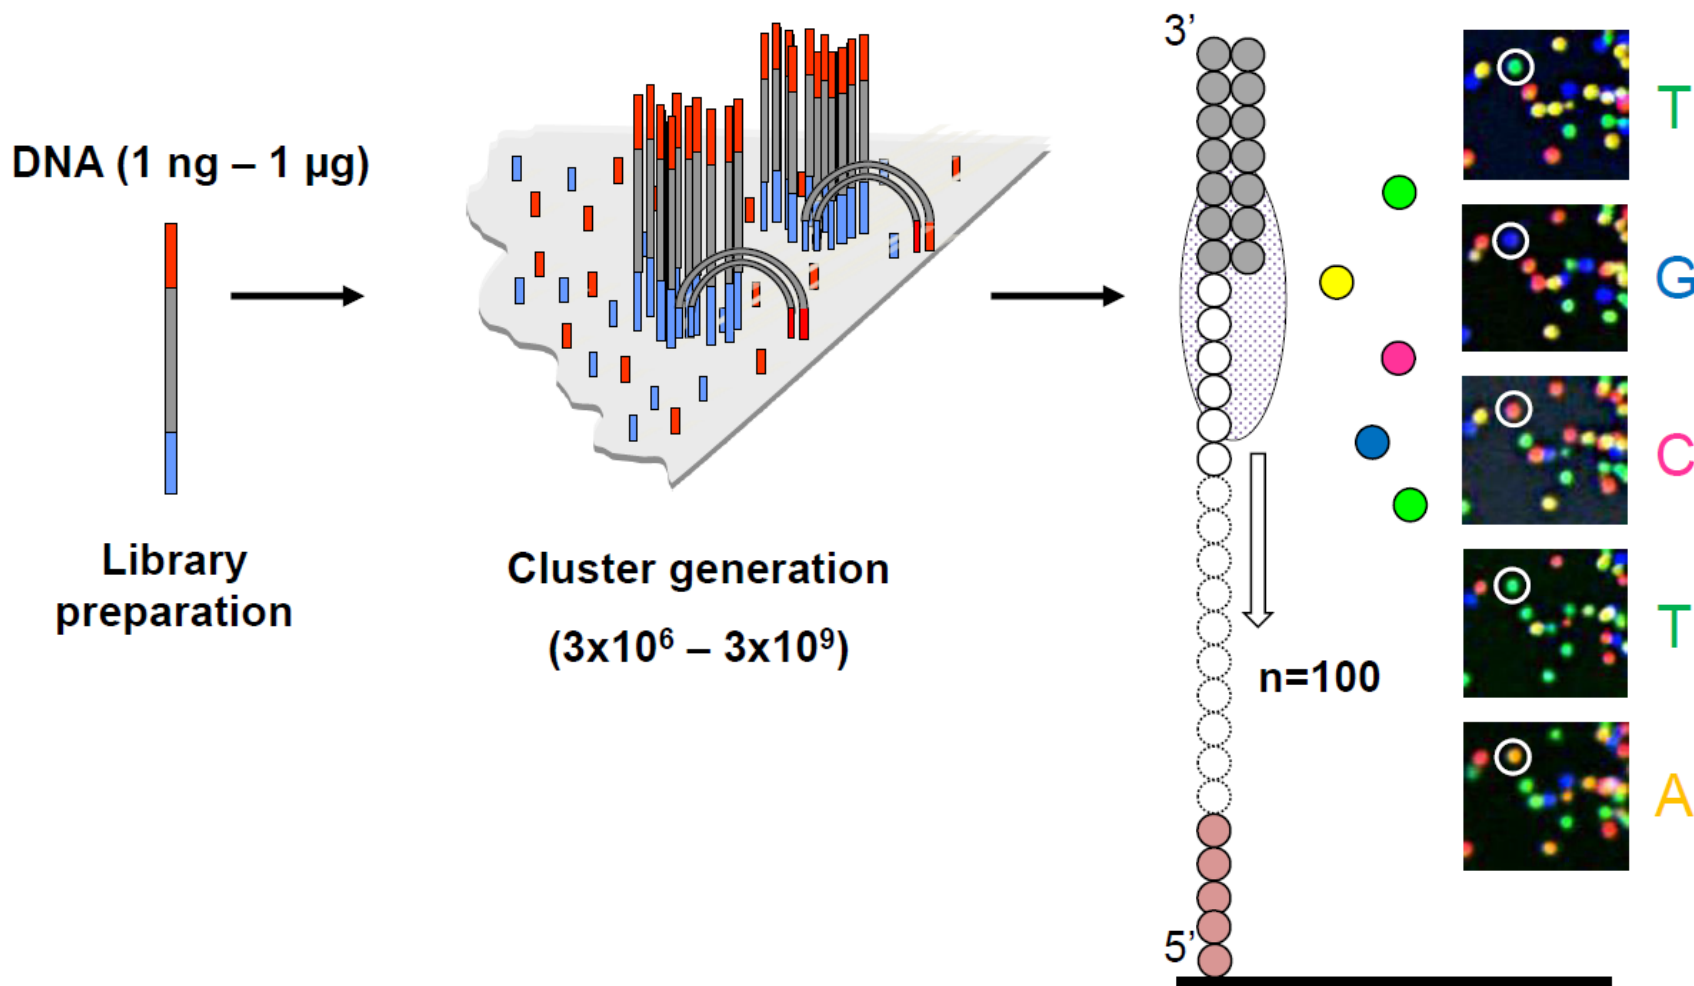 DNA (1 ng – 1 µg)
Library
preparation
Cluster generation
(3x10⁶ – 3x10⁹)
3’
n=100
5’
T
G
C
T
A